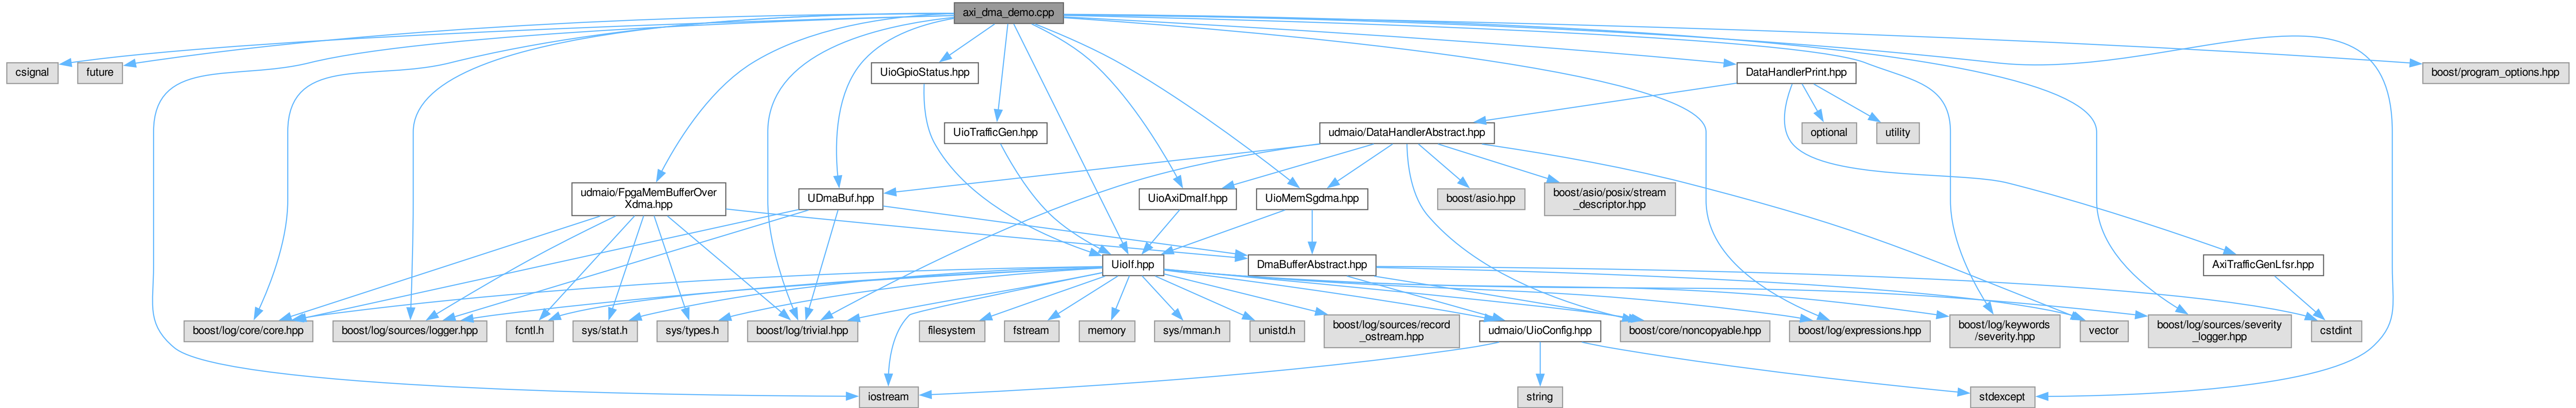 axi_dma_demo.cpp
csignal
future
UioGpioStatus.hpp
DataHandlerPrint.hpp
boost/program_options.hpp
UioTrafficGen.hpp
udmaio/DataHandlerAbstract.hpp
optional
utility
udmaio/FpgaMemBufferOver
Xdma.hpp
UDmaBuf.hpp
UioAxiDmaIf.hpp
UioMemSgdma.hpp
boost/asio.hpp
boost/asio/posix/stream
_descriptor.hpp
UioIf.hpp
DmaBufferAbstract.hpp
AxiTrafficGenLfsr.hpp
boost/log/core/core.hpp
boost/log/sources/logger.hpp
fcntl.h
sys/stat.h
sys/types.h
boost/log/trivial.hpp
filesystem
fstream
memory
sys/mman.h
unistd.h
boost/log/sources/record
_ostream.hpp
udmaio/UioConfig.hpp
boost/core/noncopyable.hpp
boost/log/expressions.hpp
boost/log/keywords
/severity.hpp
vector
boost/log/sources/severity
_logger.hpp
cstdint
iostream
string
stdexcept